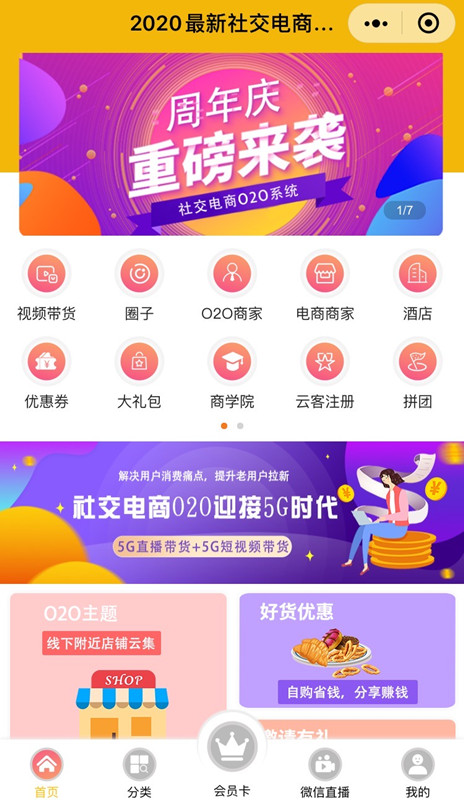 2020最新社交电商...
周年庆
重磅来袭
社交电商O2O系统
1/7
视频带货
圈子
O2O商家
电商商家
酒店
优惠券
大礼包
商学院
云客注册
拼团
解决用户消费痛点，提升老用户拉新
社交电商O2O迎接5G时代
5G直播带货+5G短视频带货
O2O主题
线下附近店铺云集
SHOP
好货优惠
自购省钱，分享赚钱
邀请有礼
首页
分类
会员卡
微信直播
我的